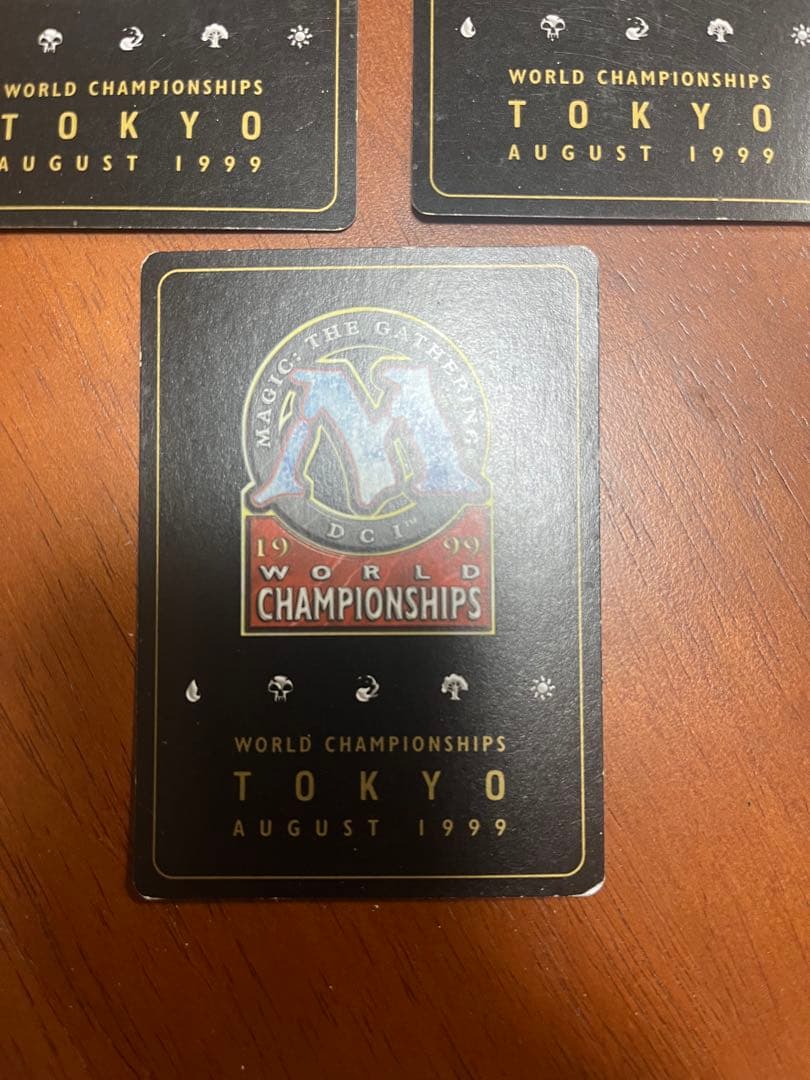 WORLD CHAMPIONSHIPS
TOKYO
AUGUST 1999
WORLD CHAMPIONSHIPS
TOKYO
AUGUST 1999
MAGIC: THE GATHERING
M
DCI™
1999
WORLD
CHAMPIONSHIPS
WORLD CHAMPIONSHIPS
TOKYO
AUGUST 1999